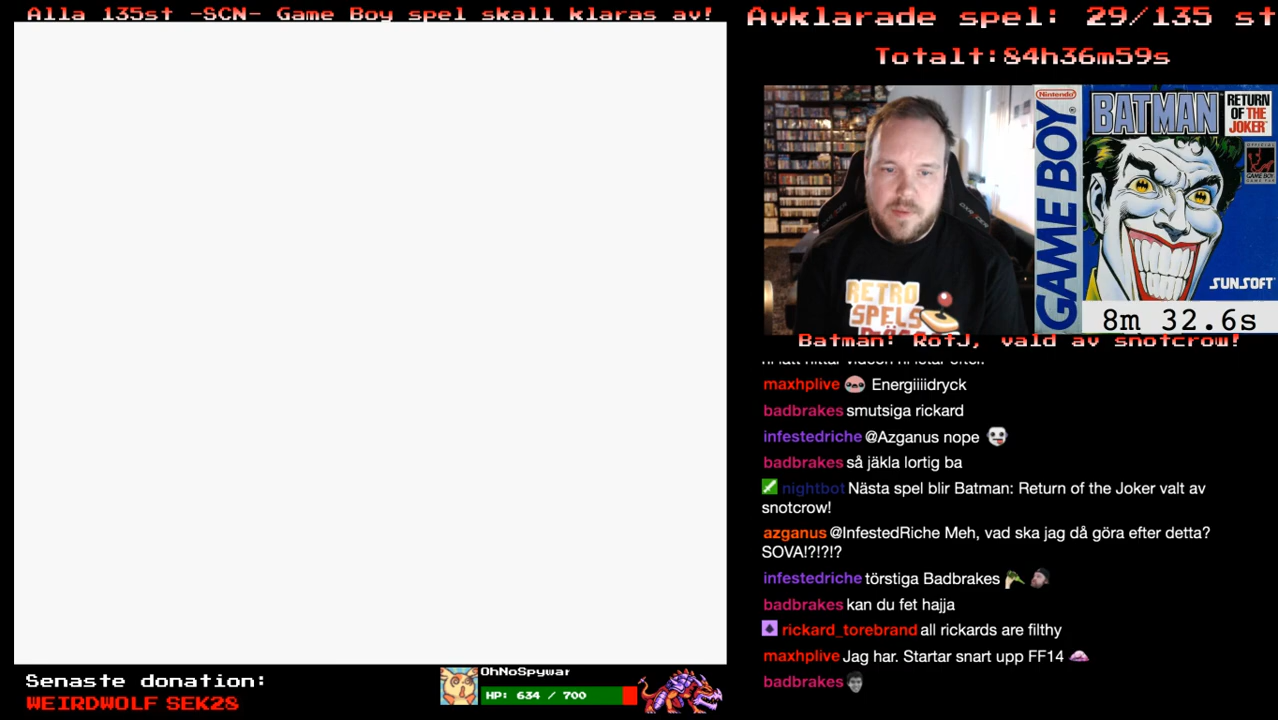 Alla 135st -SCN- Game Boy spel skall klaras av!
Avklarade spel: 29/135 st
Totalt:84h36m59s
Nintendo
GAME BOY
BATMAN
RETURN
OF THE
JOKER
SUNSOFT
RETRO
SPELS
8m 32.6s
Batman: RotJ, vald av snotcrow!
maxhplive Energiiiidryck
badbrakes smutsiga rickard
infestedriche @Azganus nope
badbrakes så jäkla lortig ba
nightbot Nästa spel blir Batman: Return of the Joker valt av
snotcrow!
azganus @InfestedRiche Meh, vad ska jag då göra efter detta?
SOVA!?!?!?
infestedriche törstiga Badbrakes
badbrakes kan du fet hajja
rickard_torebrand all rickards are filthy
maxhplive Jag har. Startar snart upp FF14
badbrakes
Senaste donation:
WEIRDWOLF SEK28
OhNoSpywar
HP: 634 / 700